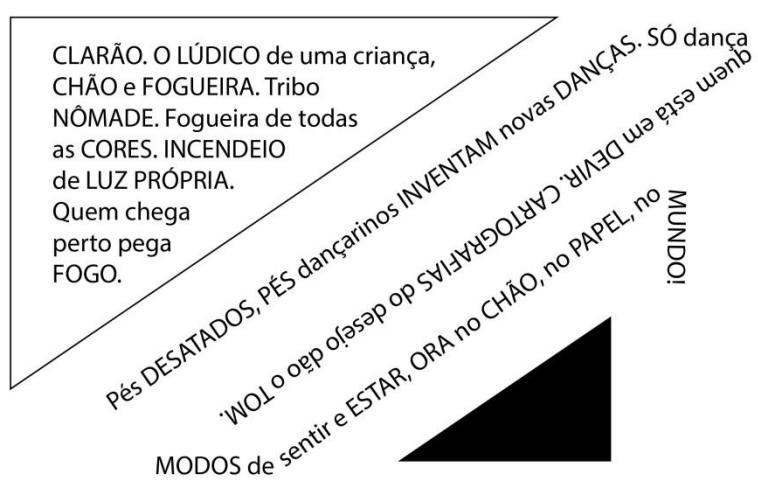 CLARÃO. O LÚDICO de uma criança,
CHÃO e FOGUEIRA. Tribo
NÔMADE. Fogueira de todas
as CORES. INCENDEIO
de LUZ PRÓPRIA.
Quem chega
perto pega
FOGO.
Pés DESATADOS, PÉS dançarinos INVENTAM novas DANÇAS. SÓ dança
quem está em DEVIR. CARTOGRAFIAS do desejo dão o TOM.
MODOS de sentir e ESTAR, ORA no CHÃO, no PAPEL, no
MUNDO!